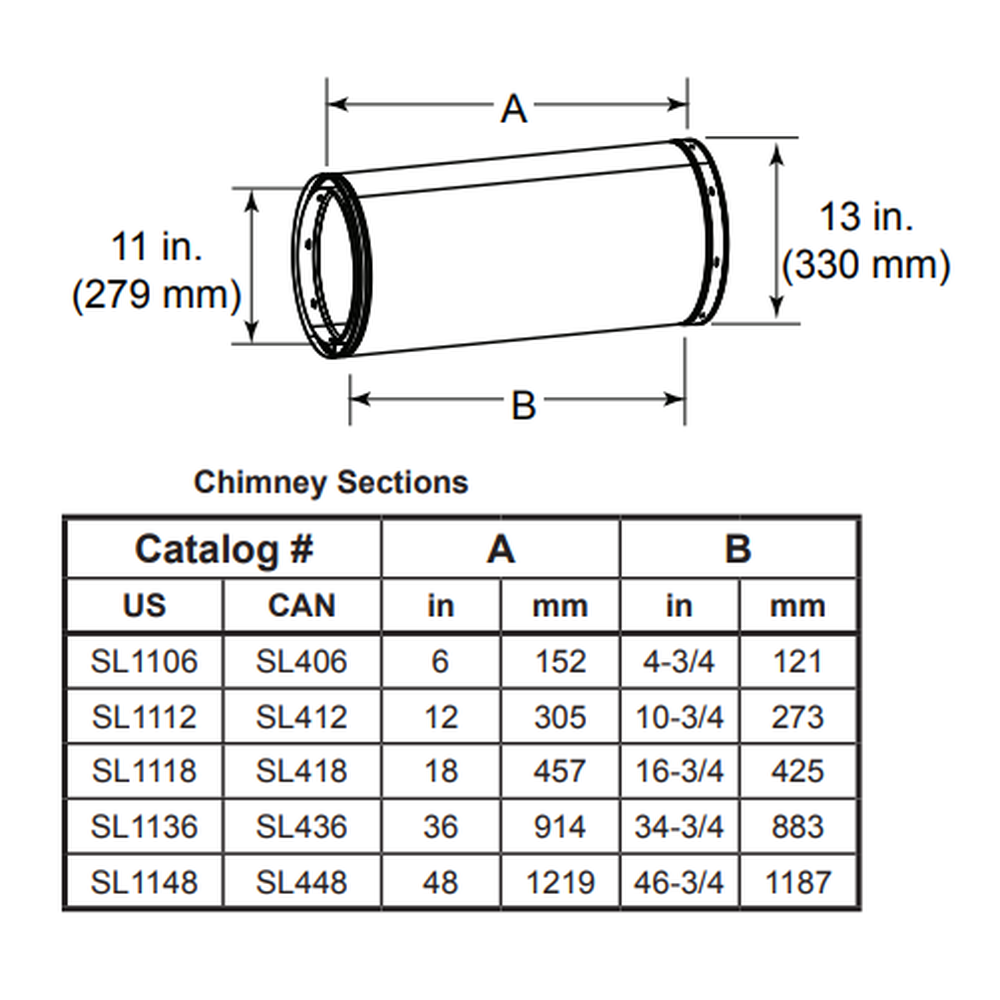 A
13 in.
(330 mm)
11 in.
(279 mm)
B
Chimney Sections
Catalog # A B
US CAN in mm in mm
SL1106 SL406 6 152 4-3/4 121
SL1112 SL412 12 305 10-3/4 273
SL1118 SL418 18 457 16-3/4 425
SL1136 SL436 36 914 34-3/4 883
SL1148 SL448 48 1219 46-3/4 1187